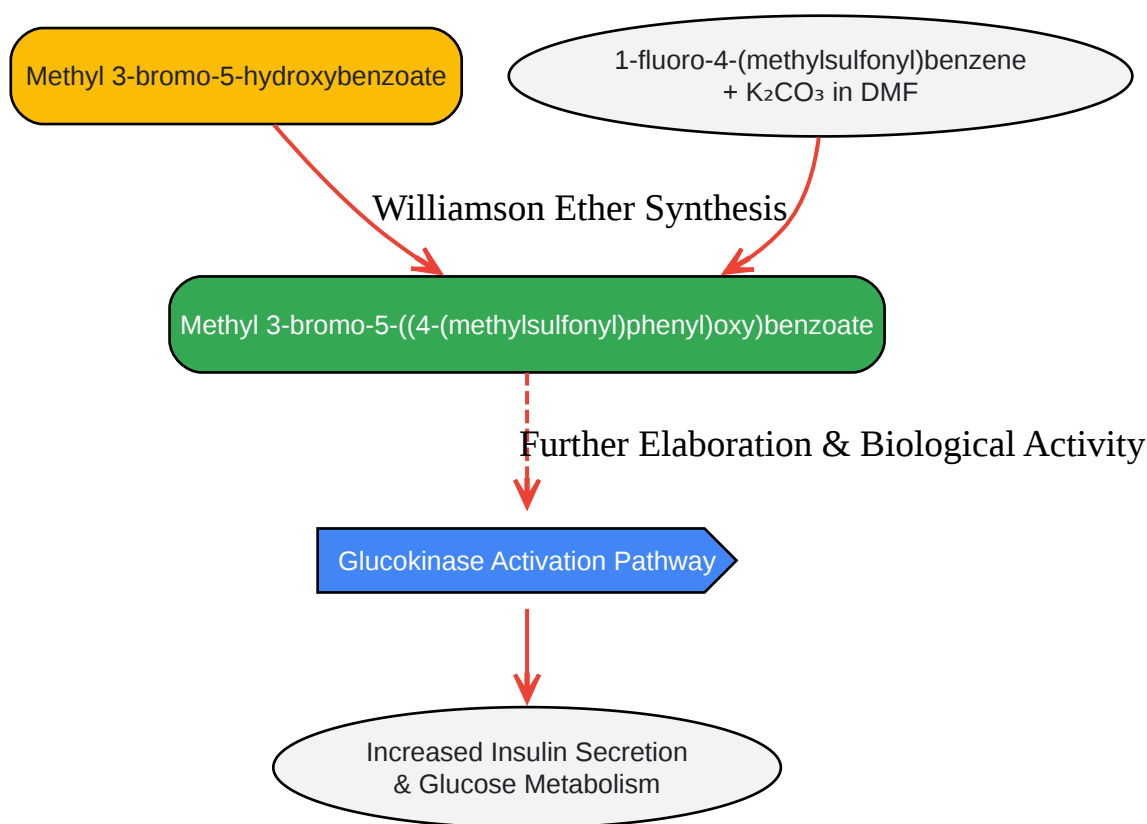 Methyl 3-bromo-5-hydroxybenzoate
1-fluoro-4-(methylsulfonyl)benzene
+ K₂CO₃ in DMF
Williamson Ether Synthesis
Methyl 3-bromo-5-((4-(methylsulfonyl)phenyl)oxy)benzoate
Further Elaboration & Biological Activity
Glucokinase Activation Pathway
Increased Insulin Secretion
& Glucose Metabolism